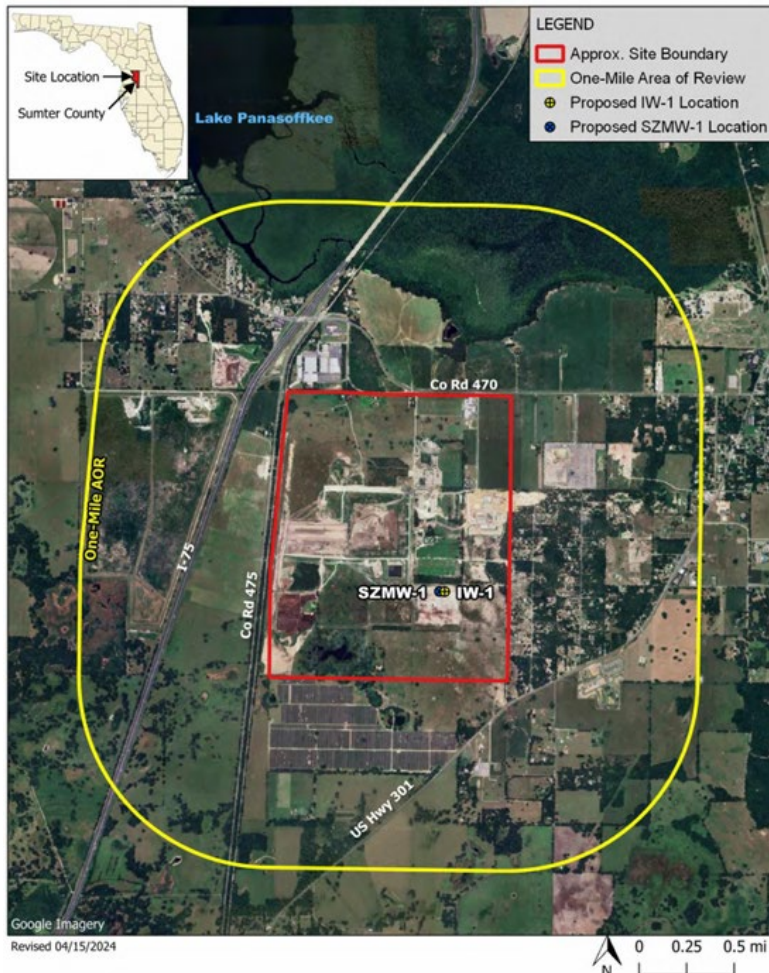 Site Location
Sumter County
Lake Panasoffkee
LEGEND
Approx. Site Boundary
One-Mile Area of Review
Proposed IW-1 Location
Proposed SZMW-1 Location
Co Rd 470
One-Mile AOR
I-75
Co Rd 475
SZMW-1 IW-1
US Hwy 301
Google Imagery
Revised 04/15/2024
N
0 0.25 0.5 mi